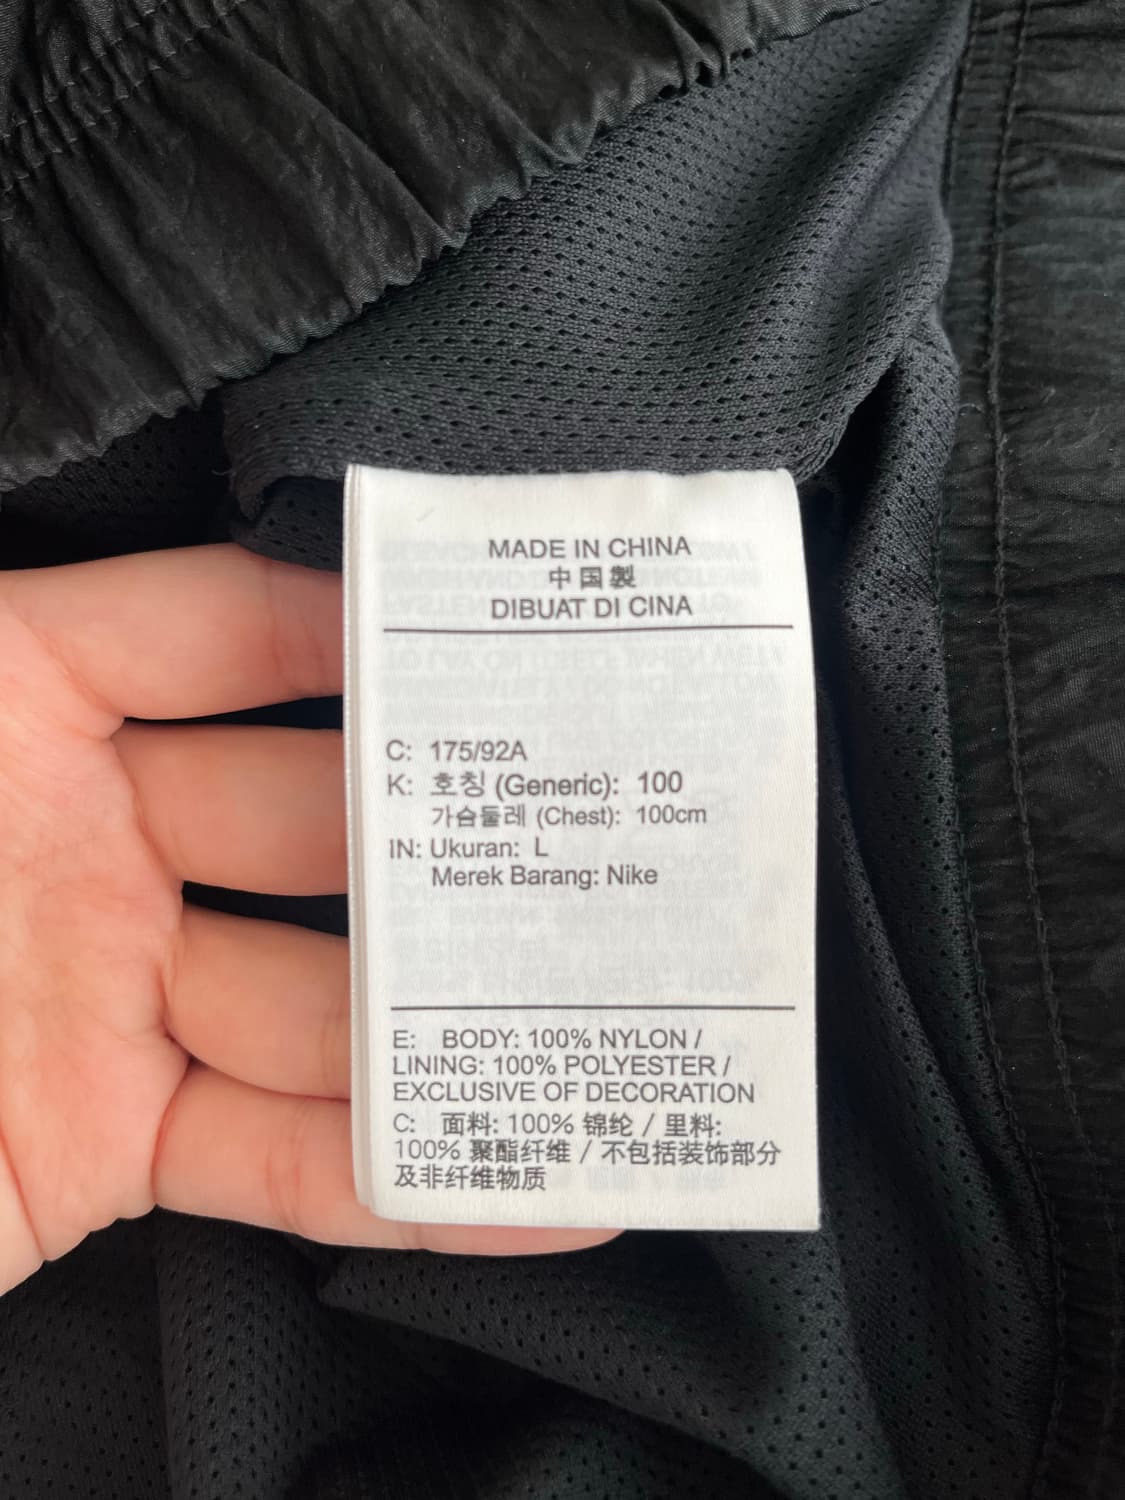 MADE IN CHINA
中国製
DIBUAT DI CINA
C: 175/92A
K: 호칭 (Generic): 100
가슴둘레 (Chest): 100cm
IN: Ukuran: L
Merek Barang: Nike
E: BODY: 100% NYLON /
LINING: 100% POLYESTER /
EXCLUSIVE OF DECORATION
C: 面料: 100% 锦纶 / 里料:
100% 聚酯纤维 / 不包括装饰部分
及非纤维物质